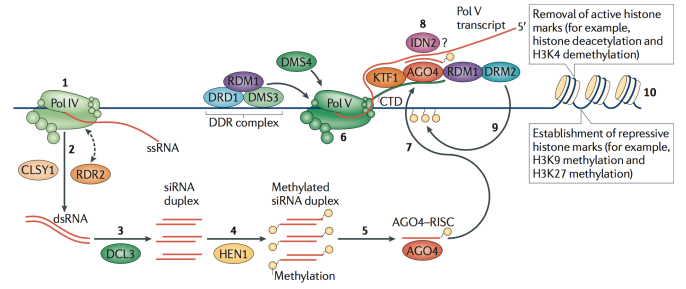 Pol V
transcript
5′
8
IDN2 ?
Removal of active histone
marks (for example,
histone deacetylation and
H3K4 demethylation)
DMS4
KTF1
AGO4
RDM1
DRM2
1
Pol IV
RDM1
DRD1
DMS3
DDR complex
Pol V
6
CTD
10
9
7
2
ssRNA
CLSY1
RDR2
Establishment of repressive
histone marks (for example,
H3K9 methylation and
H3K27 methylation)
dsRNA
3
DCL3
siRNA
duplex
4
HEN1
Methylated
siRNA duplex
Methylation
5
AGO4–RISC
AGO4